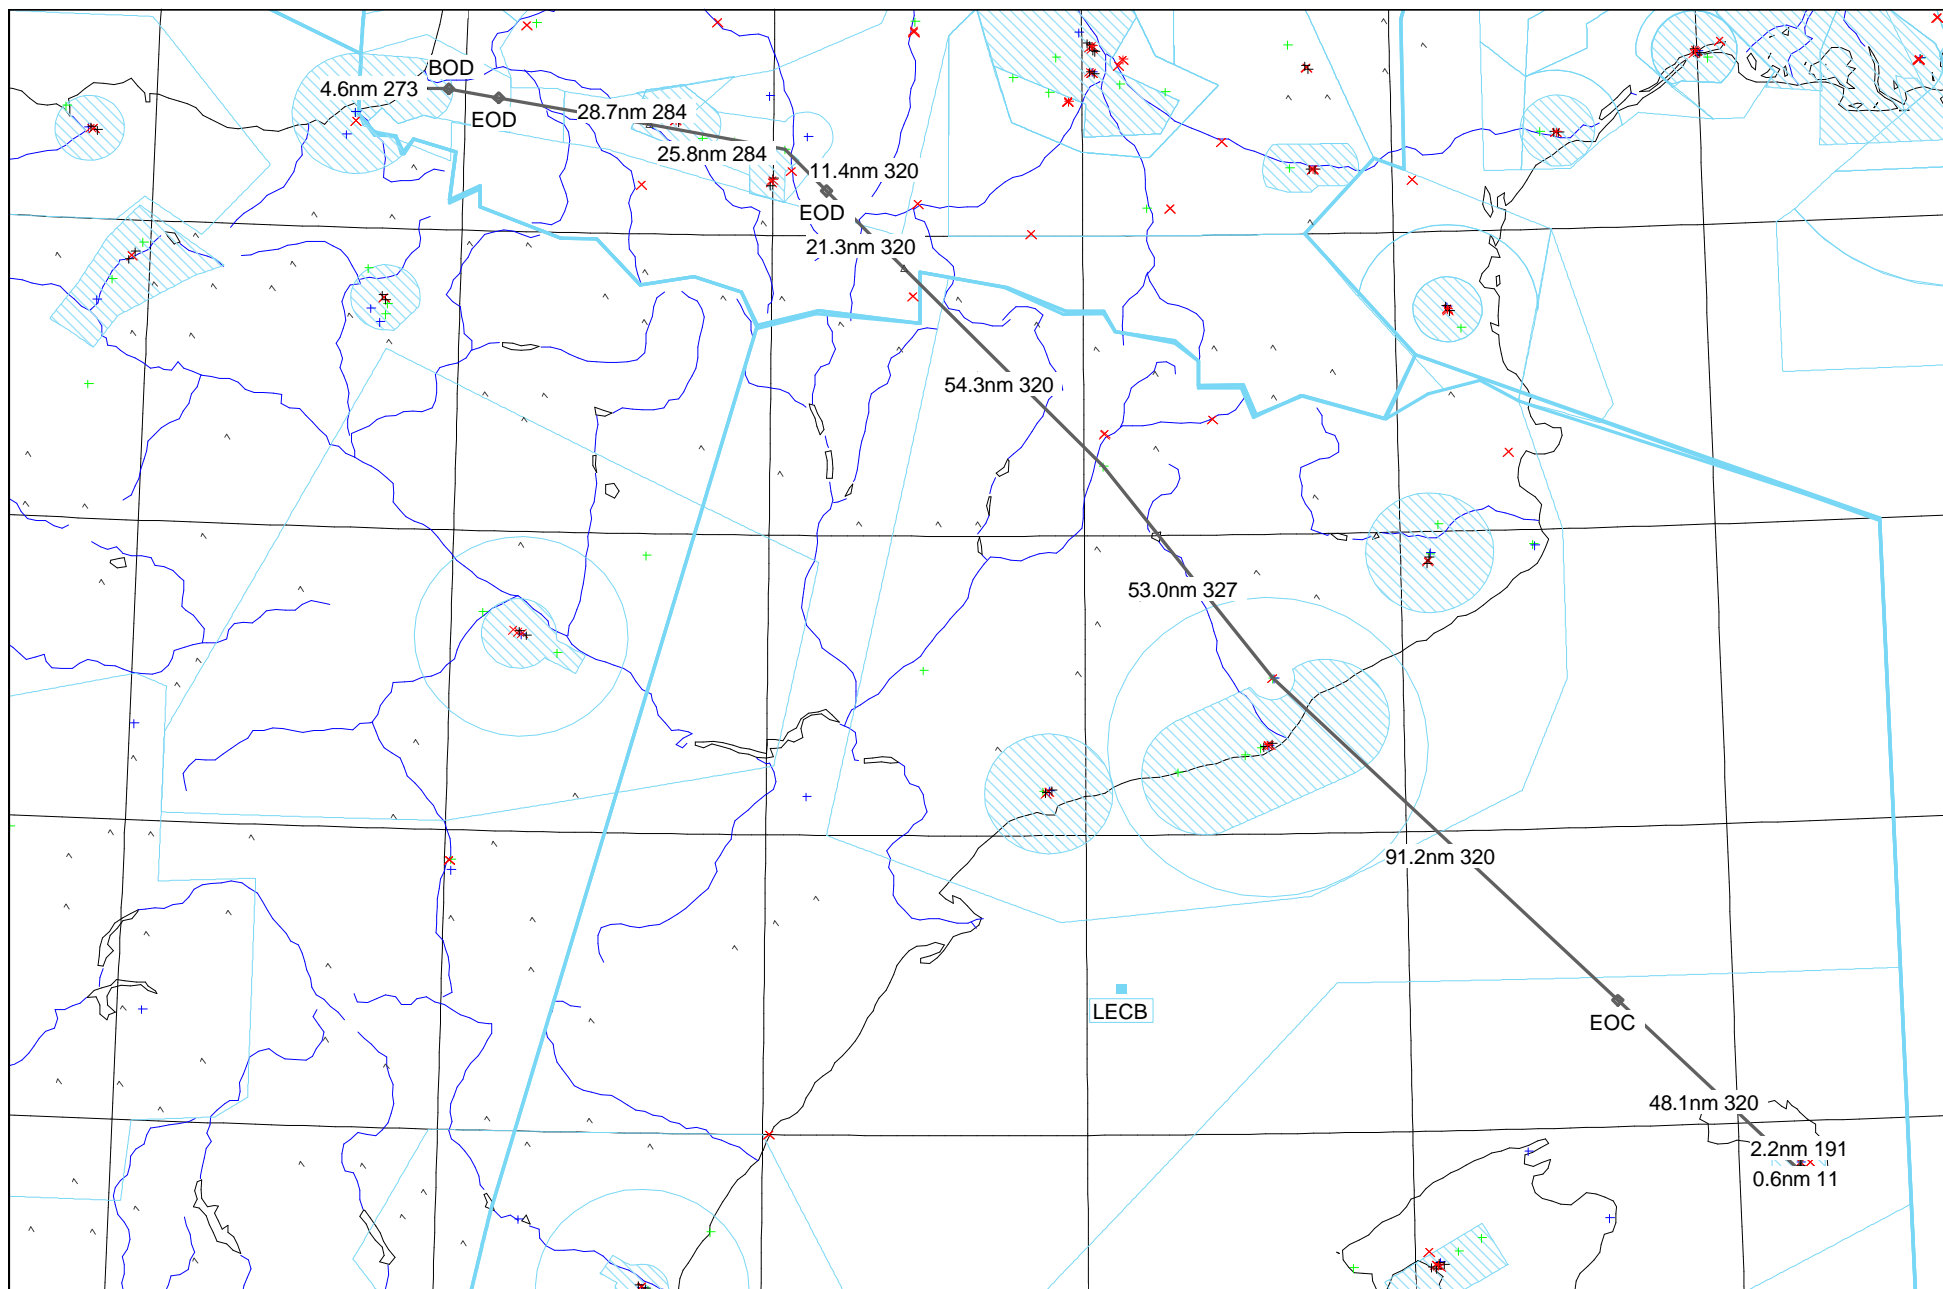 BOD
4.6nm 273
EOD
28.7nm 284
25.8nm 284
11.4nm 320
EOD
21.3nm 320
54.3nm 320
53.0nm 327
91.2nm 320
LECB
EOC
48.1nm 320
2.2nm 191
0.6nm 11